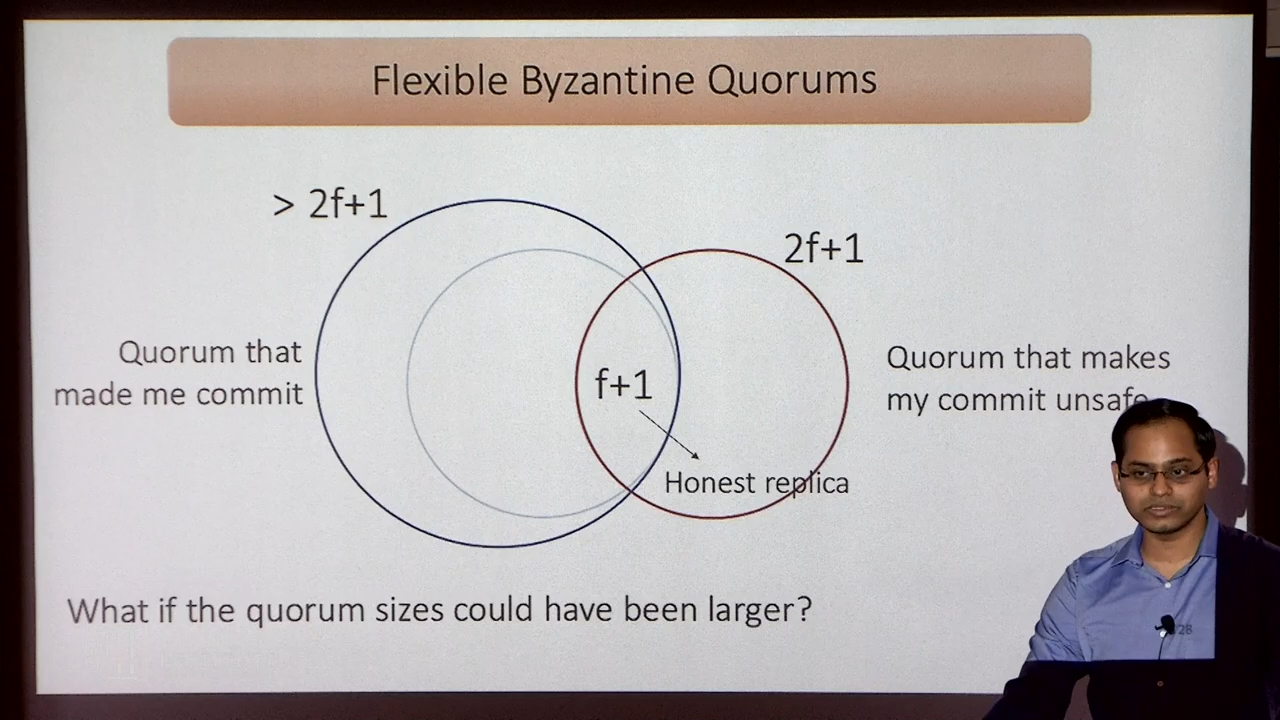 Flexible Byzantine Quorums
> 2f+1
2f+1
Quorum that
made me commit
f+1
Quorum that makes
my commit unsafe
Honest replica
What if the quorum sizes could have been larger?
28